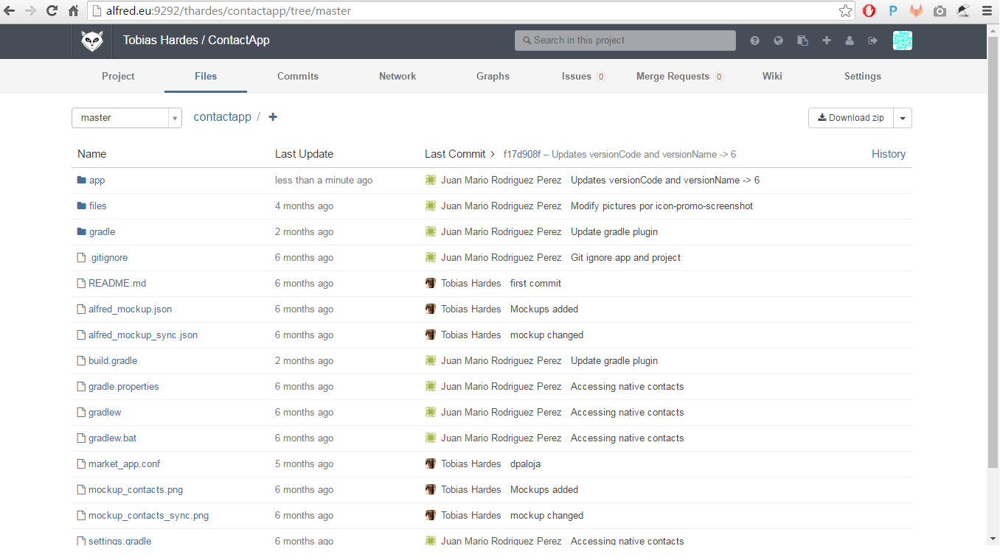 alfred.eu:9292/thardes/contactapp/tree/master
Tobias Hardes / ContactApp
Search in this project
Project Files Commits Network Graphs Issues 0 Merge Requests 0 Wiki Settings
master contactapp / + Download zip
Name Last Update Last Commit > f17d908f – Updates versionCode and versionName -> 6 History
app less than a minute ago Juan Mario Rodriguez Perez Updates versionCode and versionName -> 6
files 4 months ago Juan Mario Rodriguez Perez Modify pictures por icon-promo-screenshot
gradle 2 months ago Juan Mario Rodriguez Perez Update gradle plugin
.gitignore 6 months ago Juan Mario Rodriguez Perez Git ignore app and project
README.md 6 months ago Tobias Hardes first commit
alfred_mockup.json 6 months ago Tobias Hardes Mockups added
alfred_mockup_sync.json 6 months ago Tobias Hardes mockup changed
build.gradle 2 months ago Juan Mario Rodriguez Perez Update gradle plugin
gradle.properties 6 months ago Juan Mario Rodriguez Perez Accessing native contacts
gradlew 6 months ago Juan Mario Rodriguez Perez Accessing native contacts
gradlew.bat 6 months ago Juan Mario Rodriguez Perez Accessing native contacts
market_app.conf 5 months ago Tobias Hardes dpaloja
mockup_contacts.png 6 months ago Tobias Hardes Mockups added
mockup_contacts_sync.png 6 months ago Tobias Hardes mockup changed
settings.gradle 6 months ago Juan Mario Rodriguez Perez Accessing native contacts